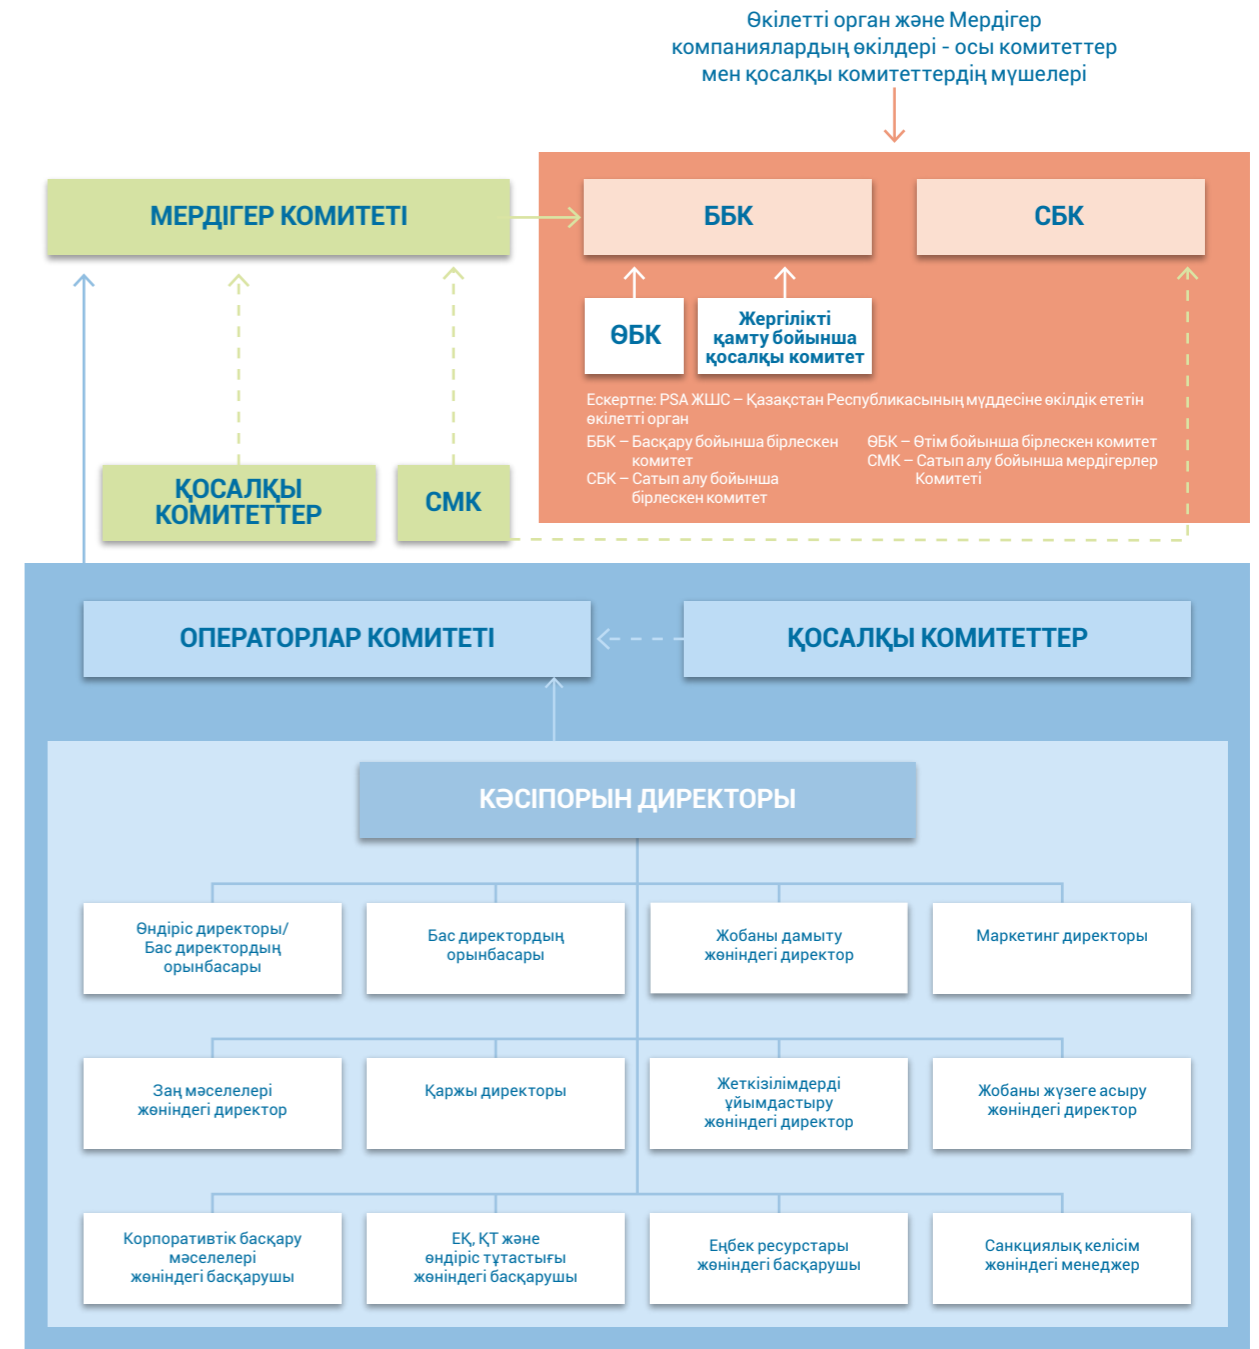 Өкілетті орган және Мердігер
компаниялардың өкілдері - осы комитеттер
мен қосалқы комитеттердің мүшелері
МЕРДІГЕР КОМИТЕТІ
ББК
СБК
ӨБК
Жергілікті
қамту бойынша
қосалқы комитет
Ескертпе: PSA ЖШС – Қазақстан Республикасының мүддесіне өкілдік ететін
өкілетті орган
ББК – Басқару бойынша бірлескен
комитет
СБК – Сатып алу бойынша
бірлескен комитет
ӨБК – Өтім бойынша бірлескен комитет
СМК – Сатып алу бойынша мердігерлер
Комитеті
ҚОСАЛҚЫ
КОМИТЕТТЕР
СМК
ОПЕРАТОРЛАР КОМИТЕТІ
ҚОСАЛҚЫ КОМИТЕТТЕР
КӘСІПОРЫН ДИРЕКТОРЫ
Өндіріс директоры/
Бас директордың
орынбасары
Бас директордың
орынбасары
Жобаны дамыту
жөніндегі директор
Маркетинг директоры
Заң мәселелері
жөніндегі директор
Қаржы директоры
Жеткізілімдерді
ұйымдастыру
жөніндегі директор
Жобаны жүзеге асыру
жөніндегі директор
Корпоративтік басқару
мәселелері
жөніндегі басқарушы
ЕҚ, ҚТ және
өндіріс тұтастығы
жөніндегі басқарушы
Еңбек ресурстары
жөніндегі басқарушы
Санкциялық келісім
жөніндегі менеджер